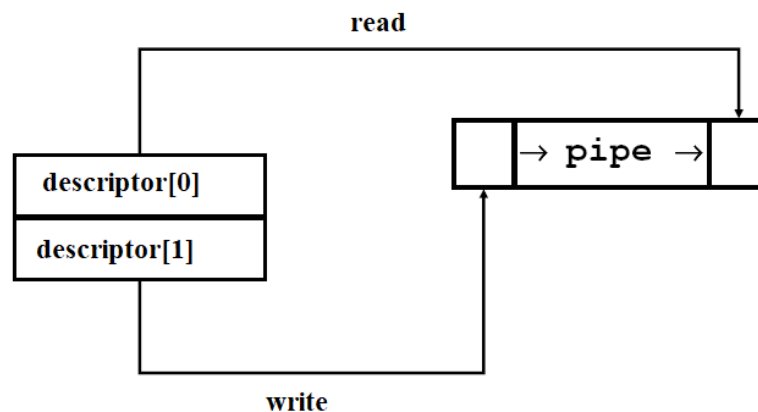 read
→ pipe →
descriptor[0]
descriptor[1]
write